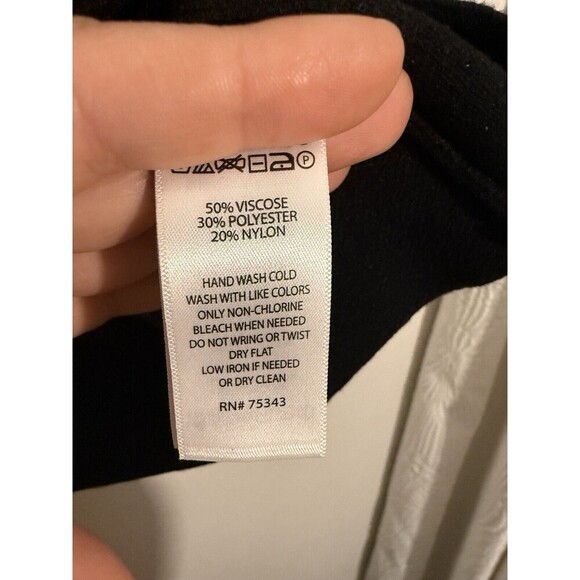 P
50% VISCOSE
30% POLYESTER
20% NYLON
HAND WASH COLD
WASH WITH LIKE COLORS
ONLY NON-CHLORINE
BLEACH WHEN NEEDED
DO NOT WRING OR TWIST
DRY FLAT
LOW IRON IF NEEDED
OR DRY CLEAN
RN# 75343